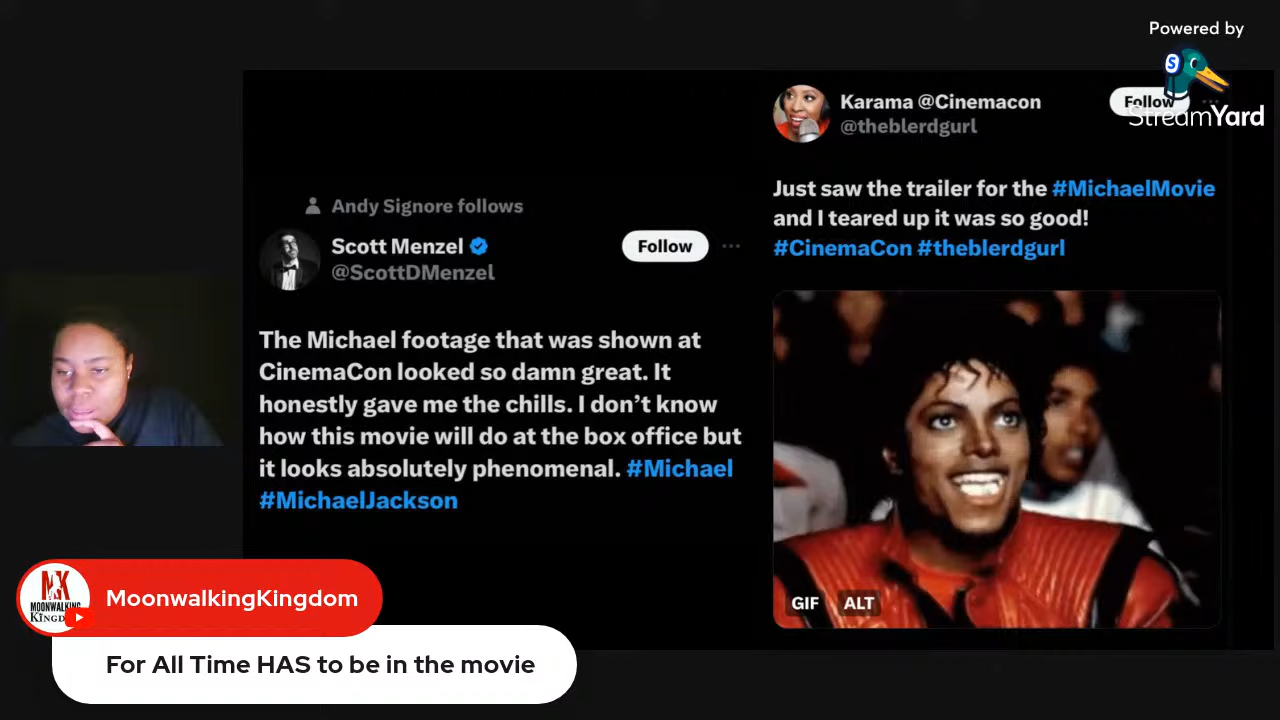 Powered by
StreamYard
Andy Signore follows
Scott Menzel
@ScottDMenzel
Follow
The Michael footage that was shown at
CinemaCon looked so damn great. It
honestly gave me the chills. I don’t know
how this movie will do at the box office but
it looks absolutely phenomenal. #Michael
#MichaelJackson
Karama @Cinemacon
@theblerdgurl
Follow
Just saw the trailer for the #MichaelMovie
and I teared up it was so good!
#CinemaCon #theblerdgurl
GIF ALT
MoonwalkingKingdom
For All Time HAS to be in the movie